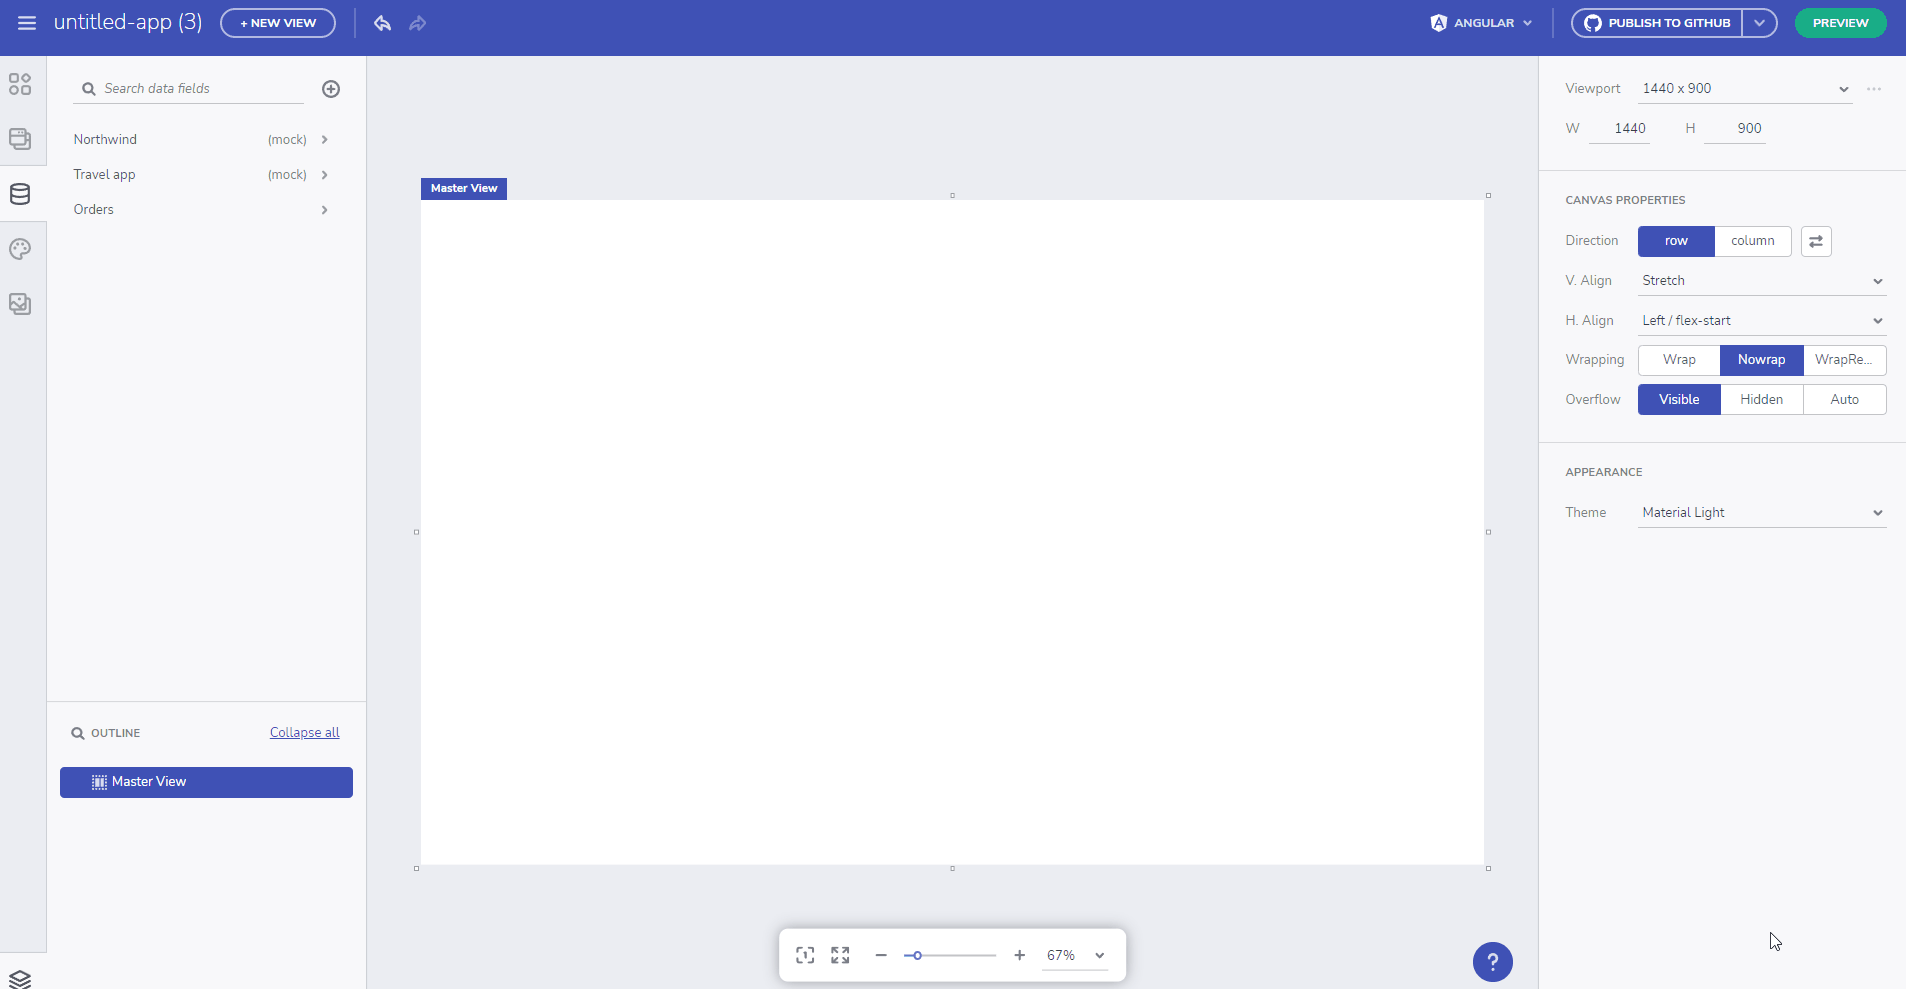 untitled-app (3)
+ NEW VIEW
ANGULAR
PUBLISH TO GITHUB
PREVIEW
Search data fields
Northwind (mock)
Travel app (mock)
Orders
OUTLINE
Collapse all
Master View
Master View
67%
?
Viewport 1440 x 900
W 1440 H 900
CANVAS PROPERTIES
Direction row column
V. Align Stretch
H. Align Left / flex-start
Wrapping Wrap Nowrap WrapRe...
Overflow Visible Hidden Auto
APPEARANCE
Theme Material Light